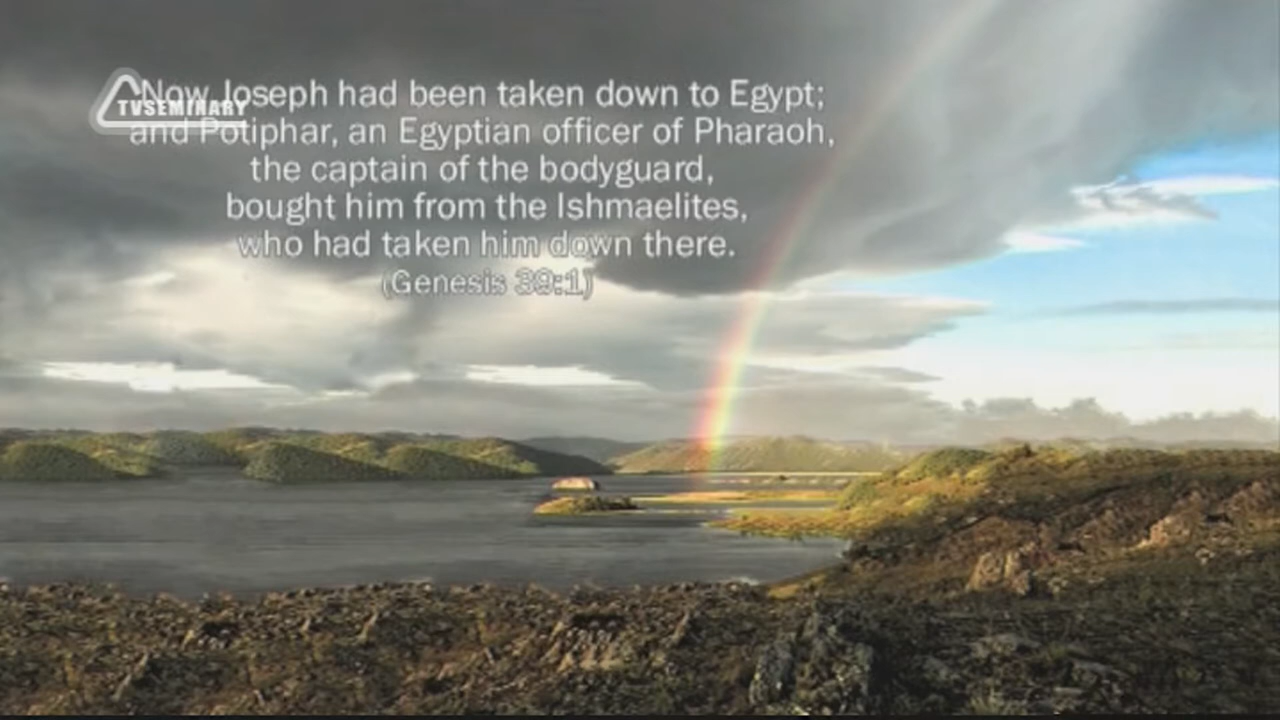 TVSEMINARY
Now Joseph had been taken down to Egypt;
and Potiphar, an Egyptian officer of Pharaoh,
the captain of the bodyguard,
bought him from the Ishmaelites,
who had taken him down there.
(Genesis 39:1)